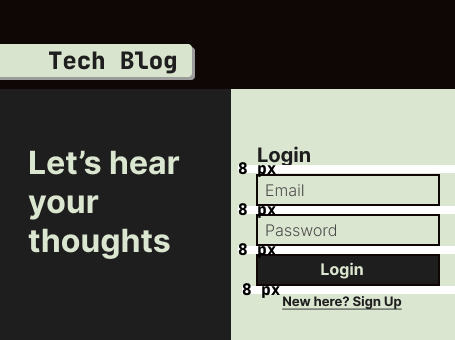 Tech Blog
Let’s hear
your
thoughts
Login
8 px
Email
8 px
Password
8 px
Login
8 px
New here? Sign Up